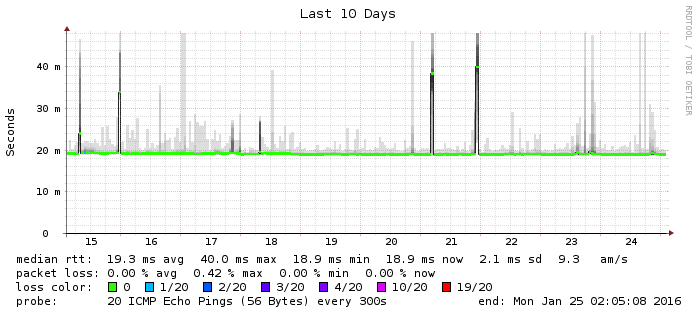 Last 10 Days
RRDTOOL / TOBI OETIKER
Seconds
40 m
30 m
20 m
10 m
0
15 16 17 18 19 20 21 22 23 24
median rtt: 19.3 ms avg 40.0 ms max 18.9 ms min 18.9 ms now 2.1 ms sd 9.3 am/s
packet loss: 0.00 % avg 0.42 % max 0.00 % min 0.00 % now
loss color: 0 1/20 2/20 3/20 4/20 10/20 19/20
probe: 20 ICMP Echo Pings (56 Bytes) every 300s end: Mon Jan 25 02:05:08 2016